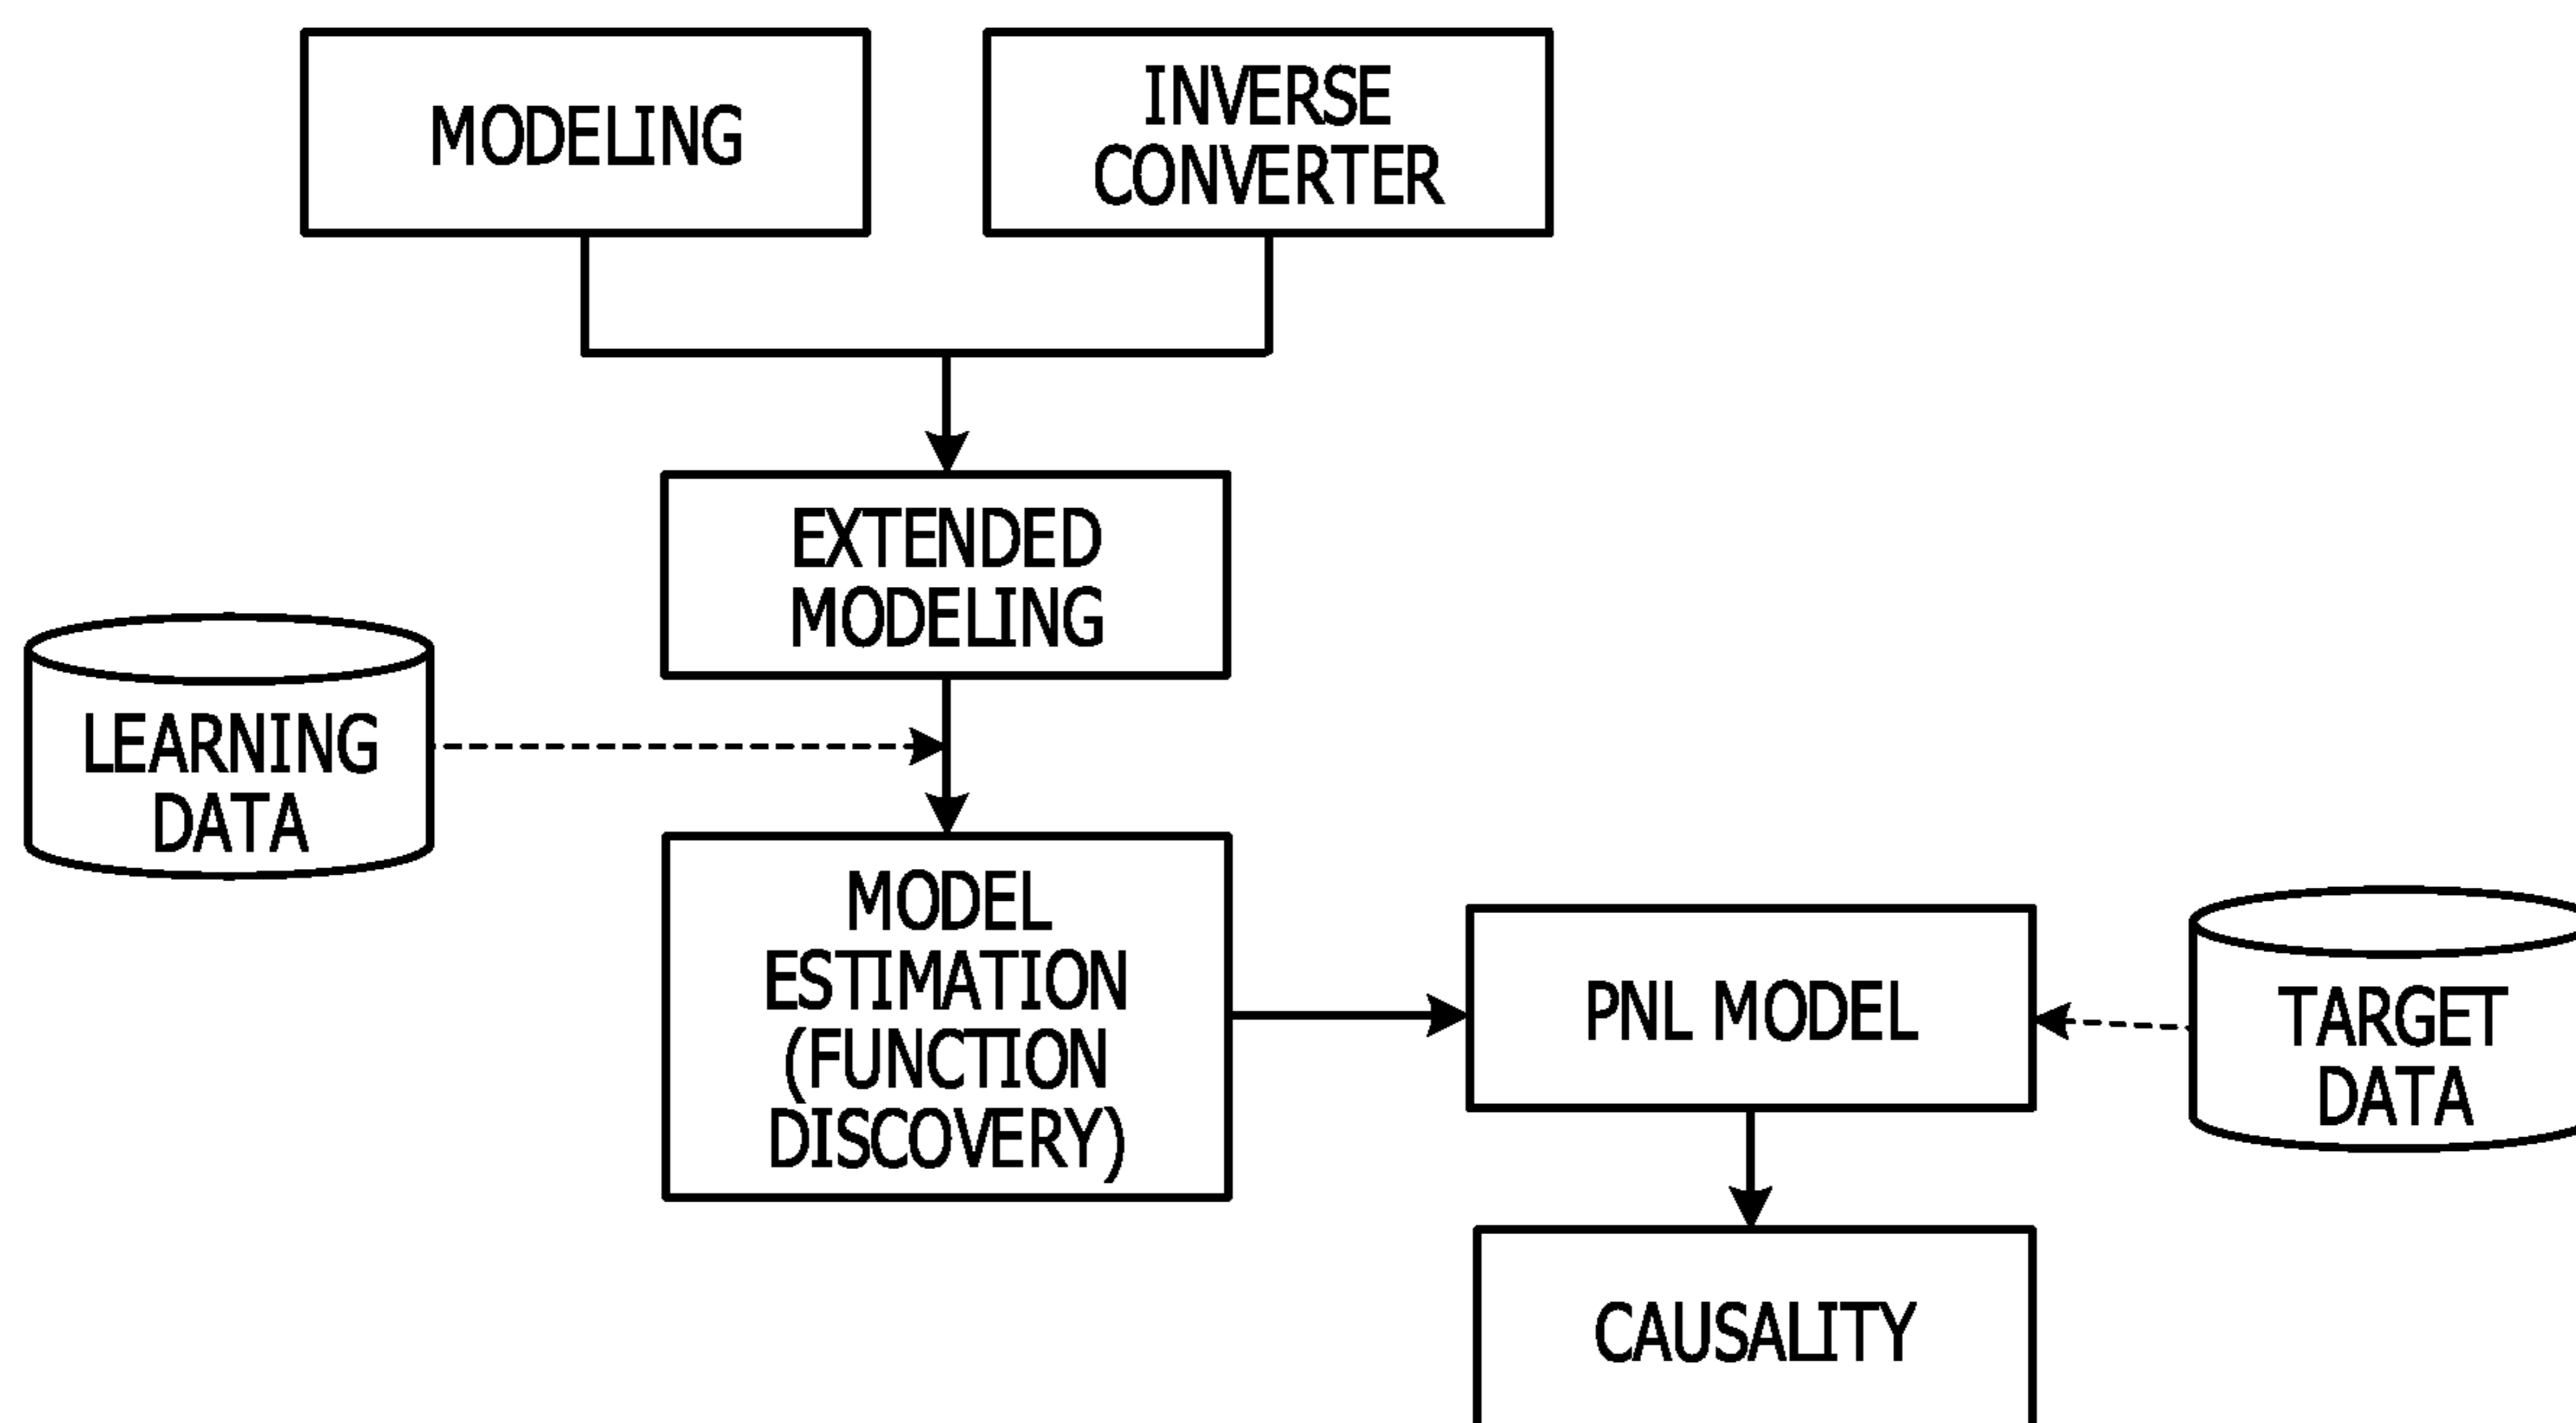 MODELING
INVERSE
CONVERTER
EXTENDED
MODELING
LEARNING
DATA
MODEL
ESTIMATION
(FUNCTION
DISCOVERY)
PNL MODEL
TARGET
DATA
CAUSALITY